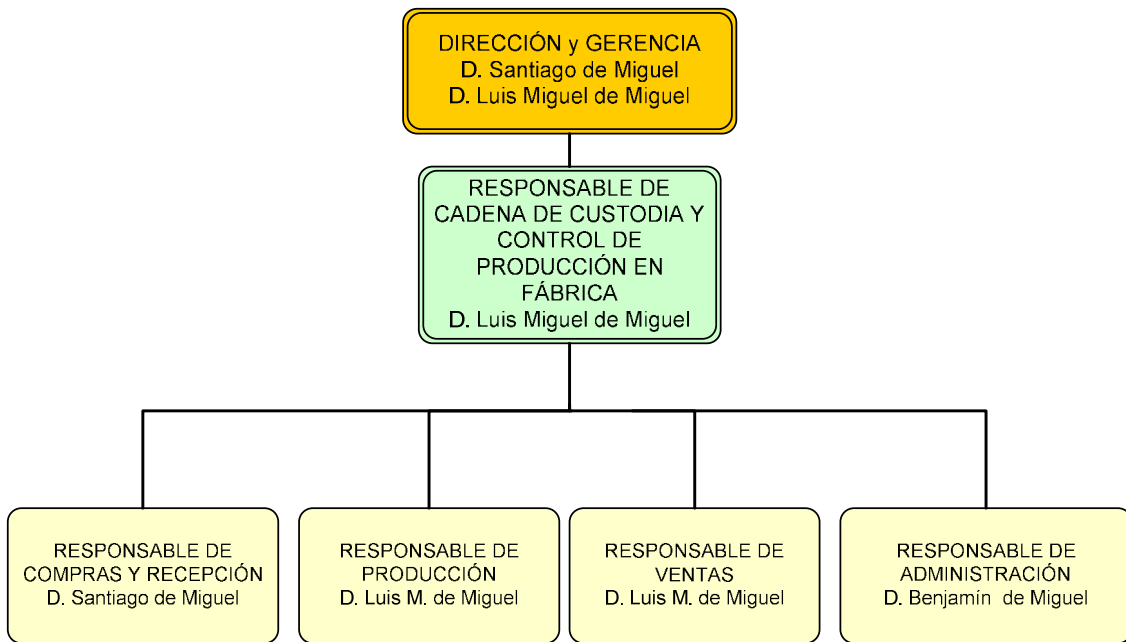 DIRECCIÓN y GERENCIA
D. Santiago de Miguel
D. Luis Miguel de Miguel
RESPONSABLE DE
CADENA DE CUSTODIA Y
CONTROL DE
PRODUCCIÓN EN
FÁBRICA
D. Luis Miguel de Miguel
RESPONSABLE DE
COMPRAS Y RECEPCIÓN
D. Santiago de Miguel
RESPONSABLE DE
PRODUCCIÓN
D. Luis M. de Miguel
RESPONSABLE DE
VENTAS
D. Luis M. de Miguel
RESPONSABLE DE
ADMINISTRACIÓN
D. Benjamín de Miguel